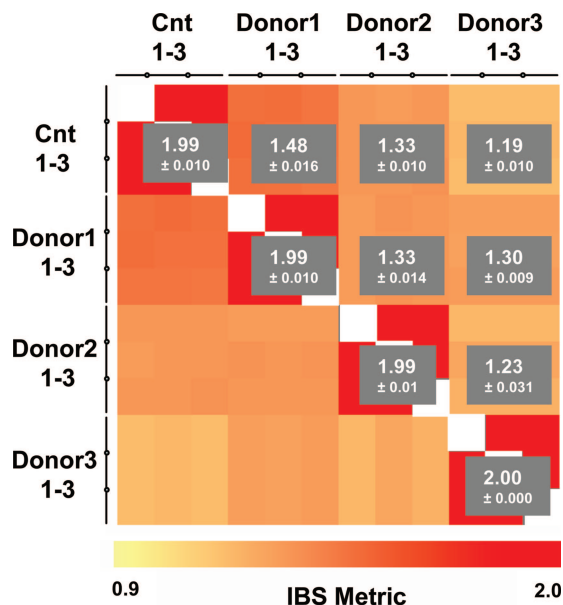 Cnt Donor1 Donor2 Donor3
1-3 1-3 1-3 1-3
Cnt
1-3
1.99 1.48 1.33 1.19
± 0.010 ± 0.016 ± 0.010 ± 0.010
Donor1
1-3
1.99 1.33 1.30
± 0.010 ± 0.014 ± 0.009
Donor2
1-3
1.99 1.23
± 0.01 ± 0.031
Donor3
1-3
2.00
± 0.000
0.9 IBS Metric 2.0